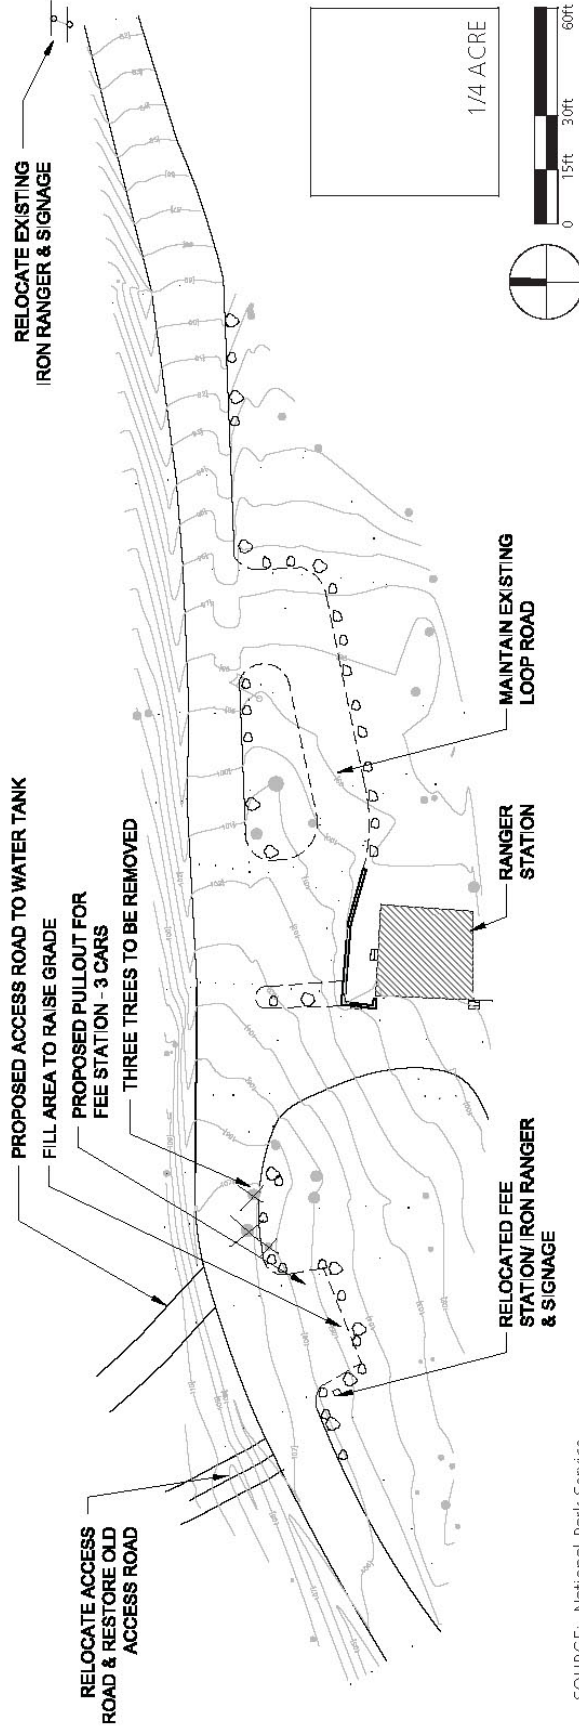 RELOCATE EXISTING
IRON RANGER & SIGNAGE
PROPOSED ACCESS ROAD TO WATER TANK
FILL AREA TO RAISE GRADE
PROPOSED PULLOUT FOR
FEE STATION - 3 CARS
THREE TREES TO BE REMOVED
RELOCATE ACCESS
ROAD & RESTORE OLD
ACCESS ROAD
RELOCATED FEE
STATION/ IRON RANGER
& SIGNAGE
RANGER
STATION
MAINTAIN EXISTING
LOOP ROAD
1/4 ACRE
0 15ft 30ft 60ft
SOURCE: National Park Service